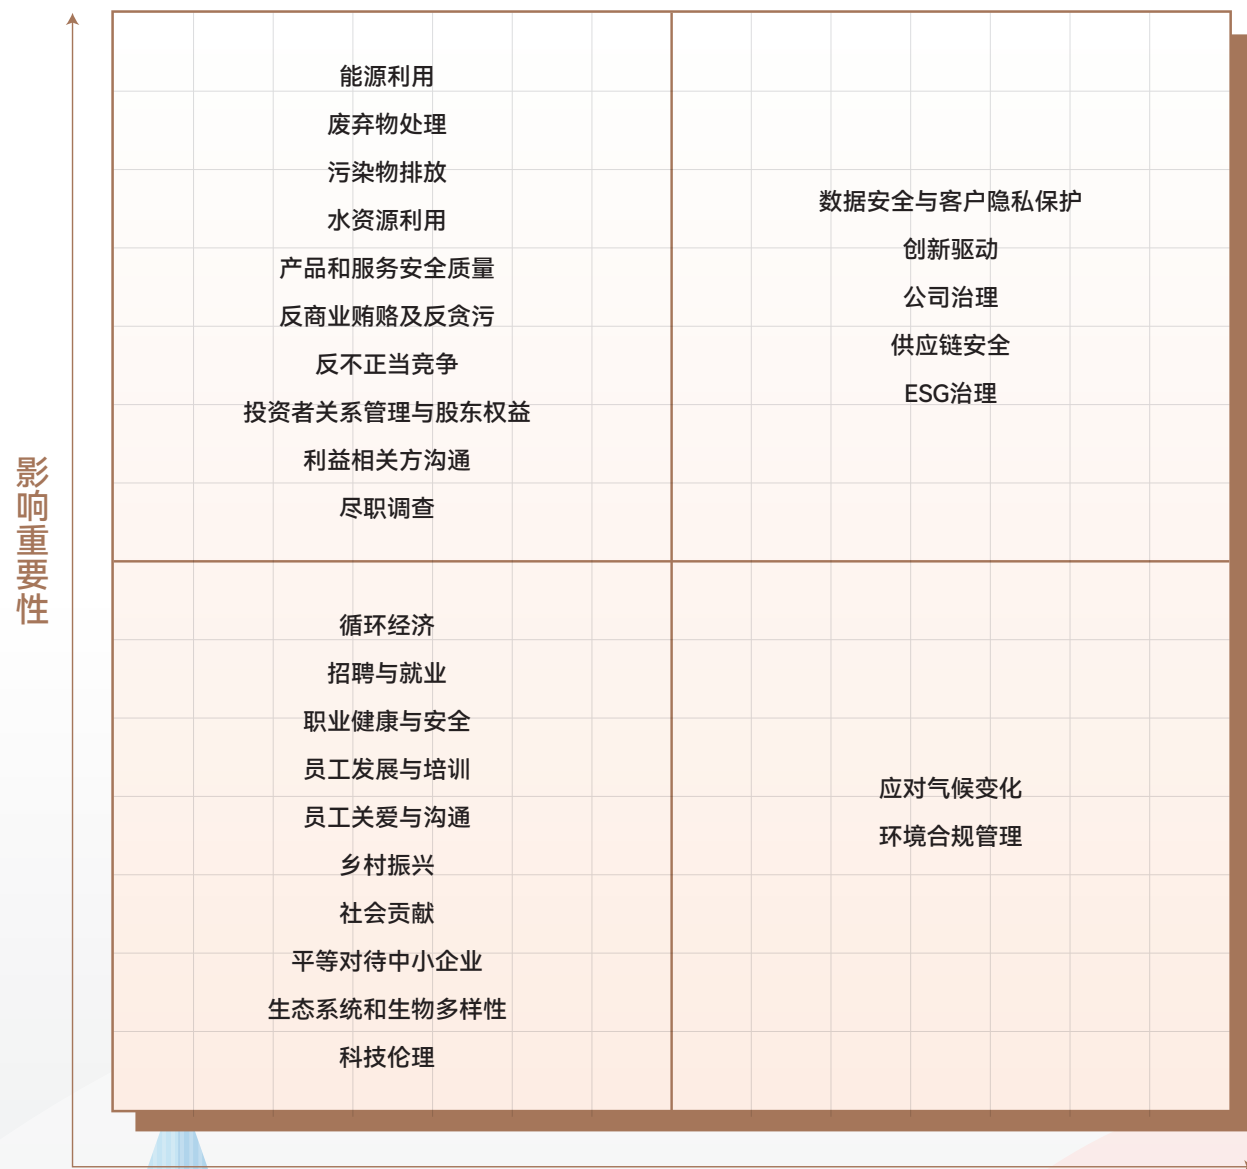 影响重要性
能源利用
废弃物处理
污染物排放
水资源利用
产品和服务安全质量
反商业贿赂及反贪污
反不正当竞争
投资者关系管理与股东权益
利益相关方沟通
尽职调查
数据安全与客户隐私保护
创新驱动
公司治理
供应链安全
ESG治理
循环经济
招聘与就业
职业健康与安全
员工发展与培训
员工关爱与沟通
乡村振兴
社会贡献
平等对待中小企业
生态系统和生物多样性
科技伦理
应对气候变化
环境合规管理